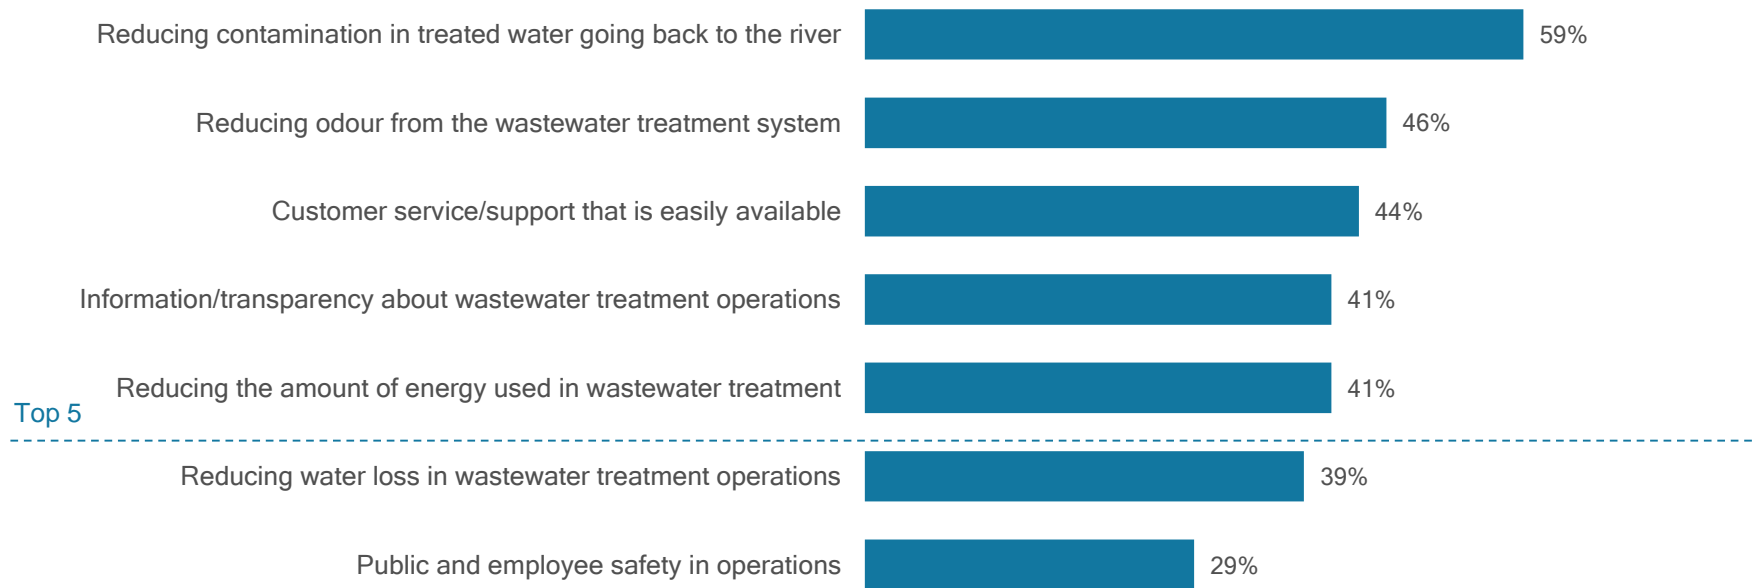 Reducing contamination in treated water going back to the river 59%
Reducing odour from the wastewater treatment system 46%
Customer service/support that is easily available 44%
Information/transparency about wastewater treatment operations 41%
Reducing the amount of energy used in wastewater treatment 41%
Top 5
Reducing water loss in wastewater treatment operations 39%
Public and employee safety in operations 29%